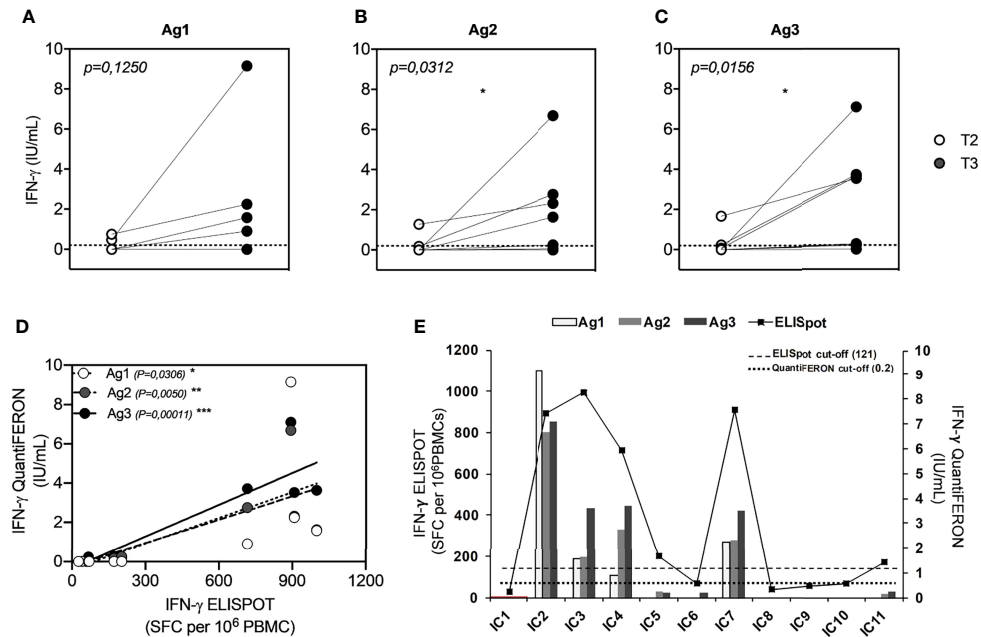 A
Ag1
B
Ag2
C
Ag3
IFN-γ (IU/mL)
10
8
6
4
2
0
p=0,1250
10
8
6
4
2
0
p=0,0312
*
10
8
6
4
2
0
p=0,0156
*
T2
T3
D
IFN-γ QuantiFERON
(IU/mL)
10
8
6
4
2
0
Ag1 (P=0,0306) *
Ag2 (P=0,0050) **
Ag3 (P=0,00011) ***
0 300 600 900 1200
IFN-γ ELISPOT
(SFC per 10⁶ PBMC)
E
Ag1 Ag2 Ag3 ELISpot
ELISpot cut-off (121)
QuantiFERON cut-off (0.2)
IFN-γ ELISPOT
(SFC per 10⁶PBMCs)
1200
1000
800
600
400
200
0
10
9
8
7
6
5
4
3
2
1
0
IFN-γ QuantiFERON
(IU/mL)
IC1 IC2 IC3 IC4 IC5 IC6 IC7 IC8 IC9 IC10 IC11